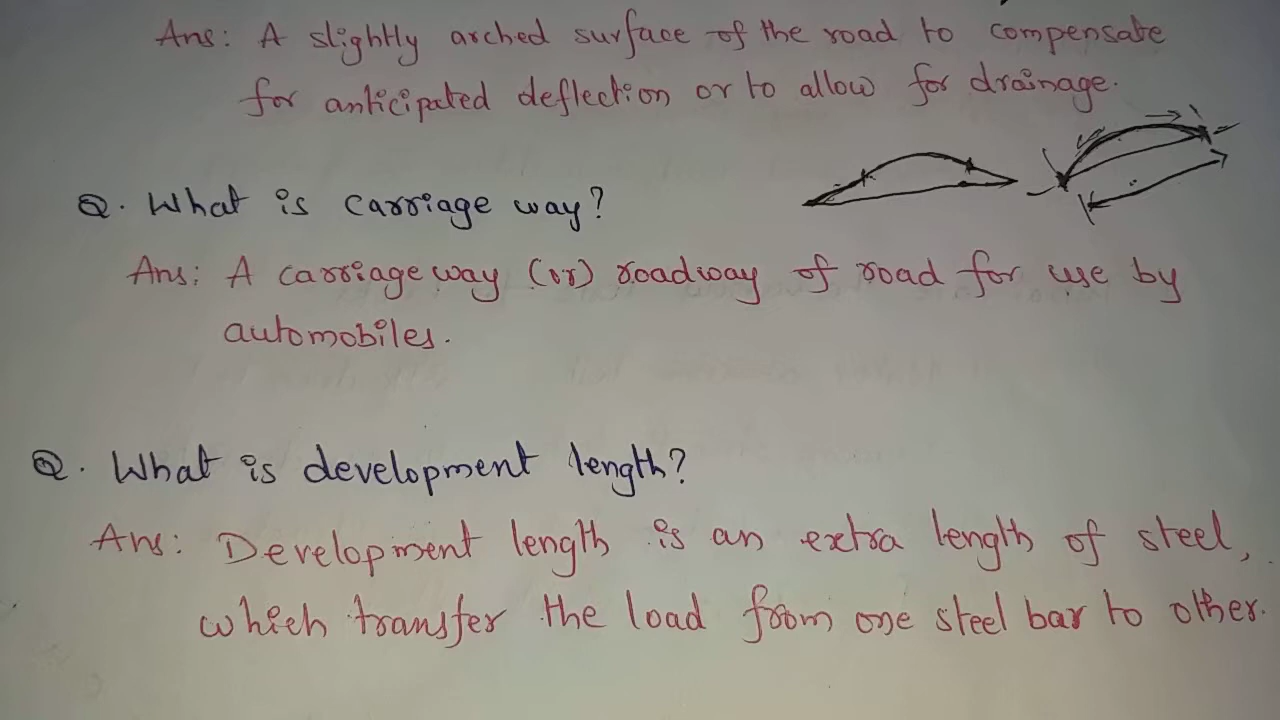 Ans: A slightly arched surface of the road to compensate
for anticipated deflection or to allow for drainage.
Q. What is carriage way?
Ans: A carriage way (or) roadway of road for use by
automobiles.
Q. What is development length?
Ans: Development length is an extra length of steel,
which transfer the load from one steel bar to other.